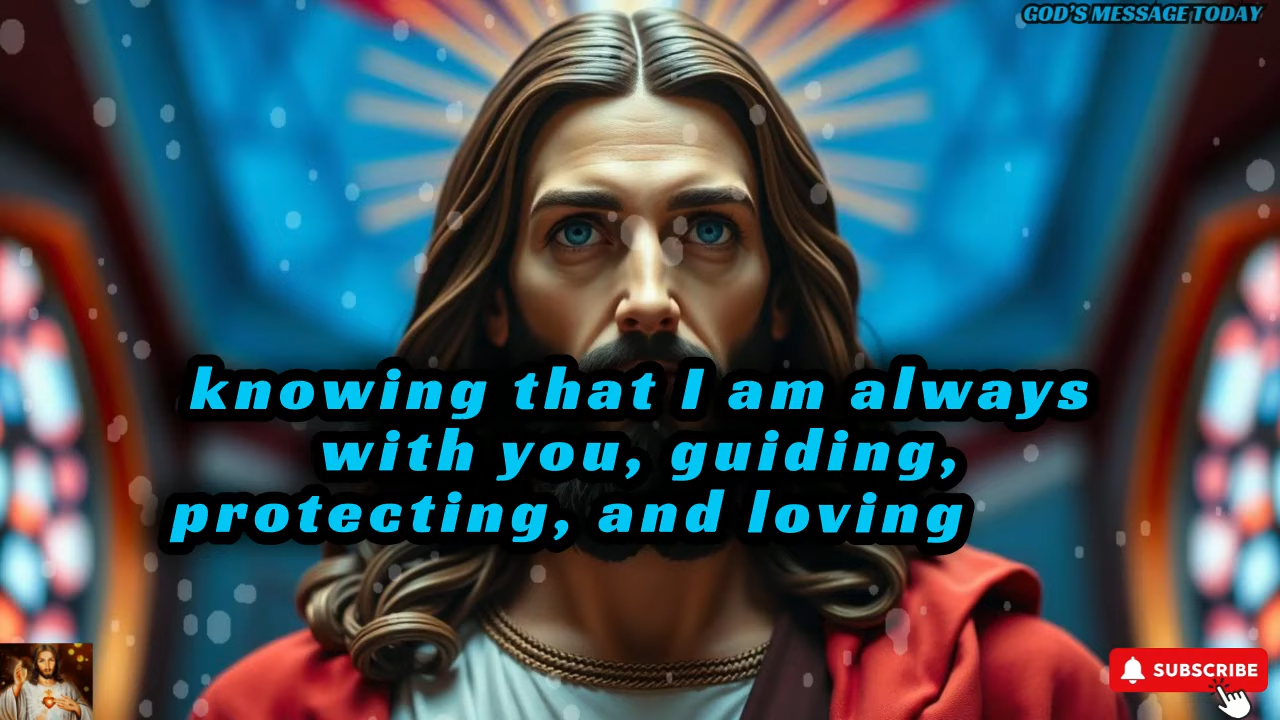 GOD'S MESSAGE TODAY
knowing that I am always
with you, guiding,
protecting, and loving
SUBSCRIBE